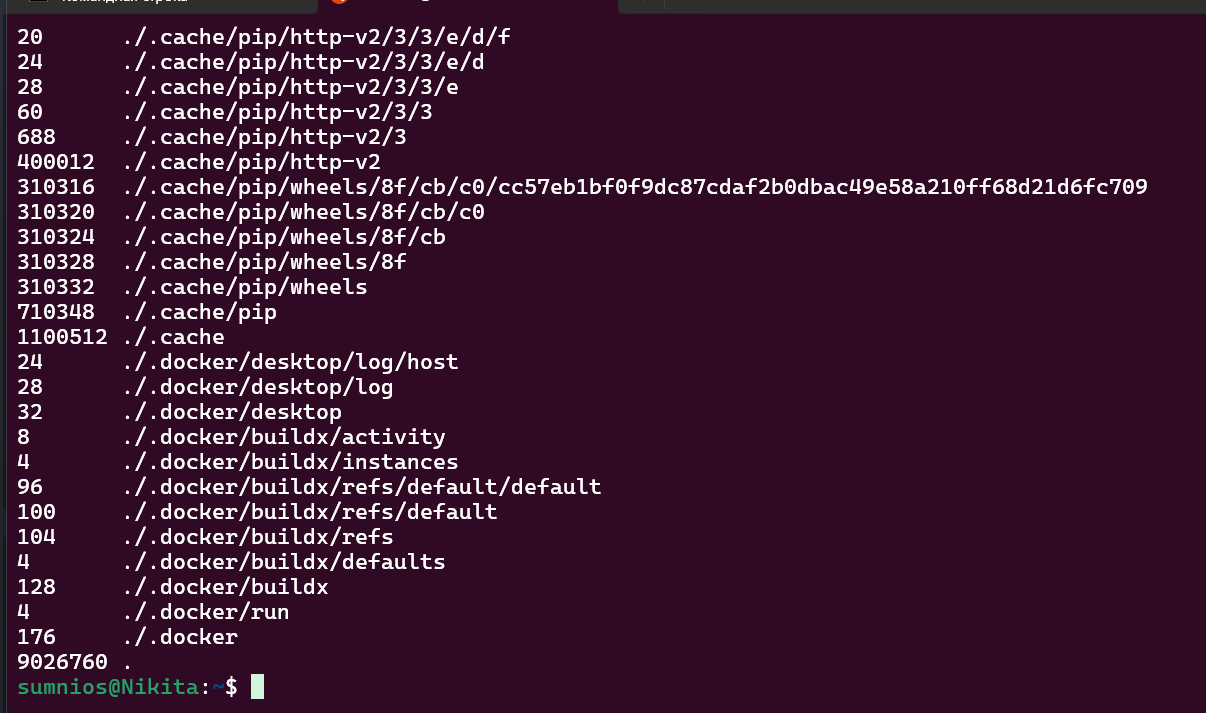 Командная строка
20 ./.cache/pip/http-v2/3/3/e/d/f
24 ./.cache/pip/http-v2/3/3/e/d
28 ./.cache/pip/http-v2/3/3/e
60 ./.cache/pip/http-v2/3/3
688 ./.cache/pip/http-v2/3
400012 ./.cache/pip/http-v2
310316 ./.cache/pip/wheels/8f/cb/c0/cc57eb1bf0f9dc87cdaf2b0dbac49e58a210ff68d21d6fc709
310320 ./.cache/pip/wheels/8f/cb/c0
310324 ./.cache/pip/wheels/8f/cb
310328 ./.cache/pip/wheels/8f
310332 ./.cache/pip/wheels
710348 ./.cache/pip
1100512 ./.cache
24 ./.docker/desktop/log/host
28 ./.docker/desktop/log
32 ./.docker/desktop
8 ./.docker/buildx/activity
4 ./.docker/buildx/instances
96 ./.docker/buildx/refs/default/default
100 ./.docker/buildx/refs/default
104 ./.docker/buildx/refs
4 ./.docker/buildx/defaults
128 ./.docker/buildx
4 ./.docker/run
176 ./.docker
9026760 .
sumnios@Nikita:~$